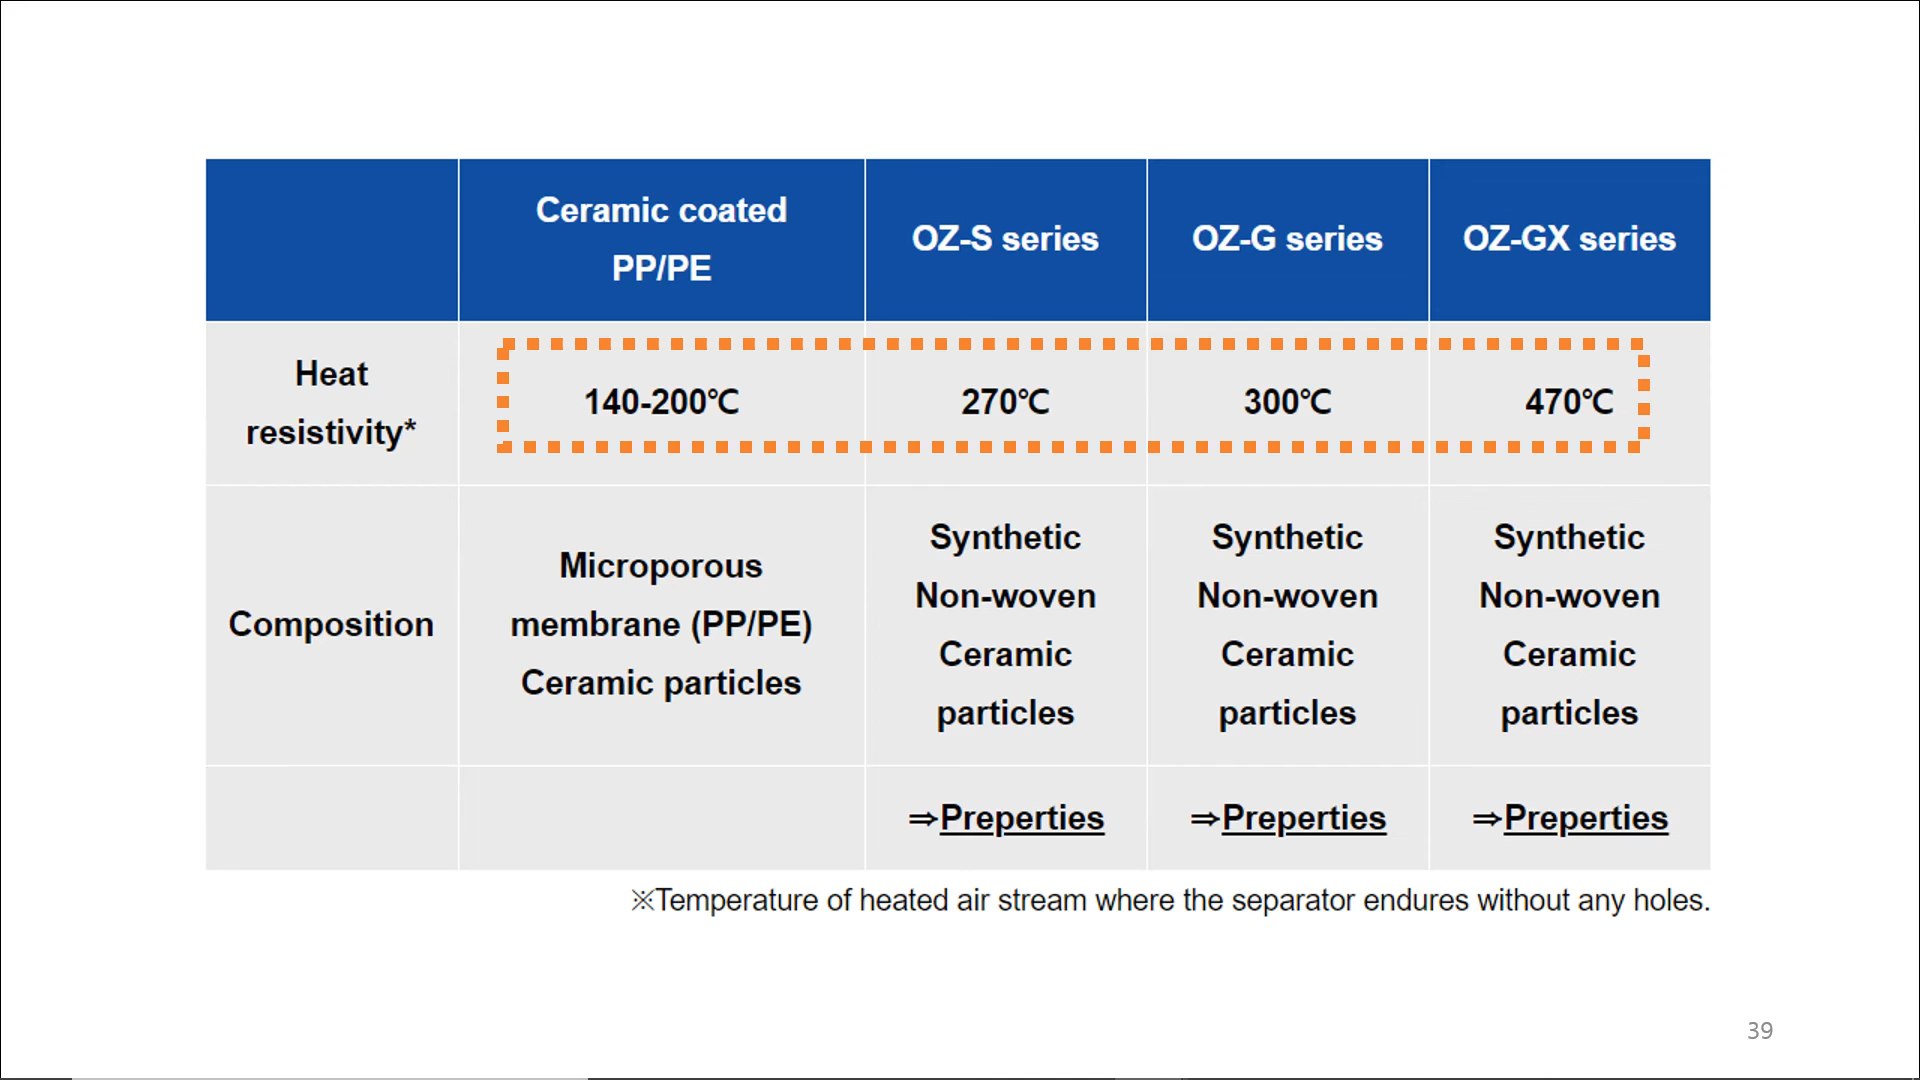 Ceramic coated
PP/PE
OZ-S series
OZ-G series
OZ-GX series
Heat
resistivity*
140-200℃
270℃
300℃
470℃
Composition
Microporous
membrane (PP/PE)
Ceramic particles
Synthetic
Non-woven
Ceramic
particles
Synthetic
Non-woven
Ceramic
particles
Synthetic
Non-woven
Ceramic
particles
⇒Preperties
⇒Preperties
⇒Preperties
※Temperature of heated air stream where the separator endures without any holes.
39